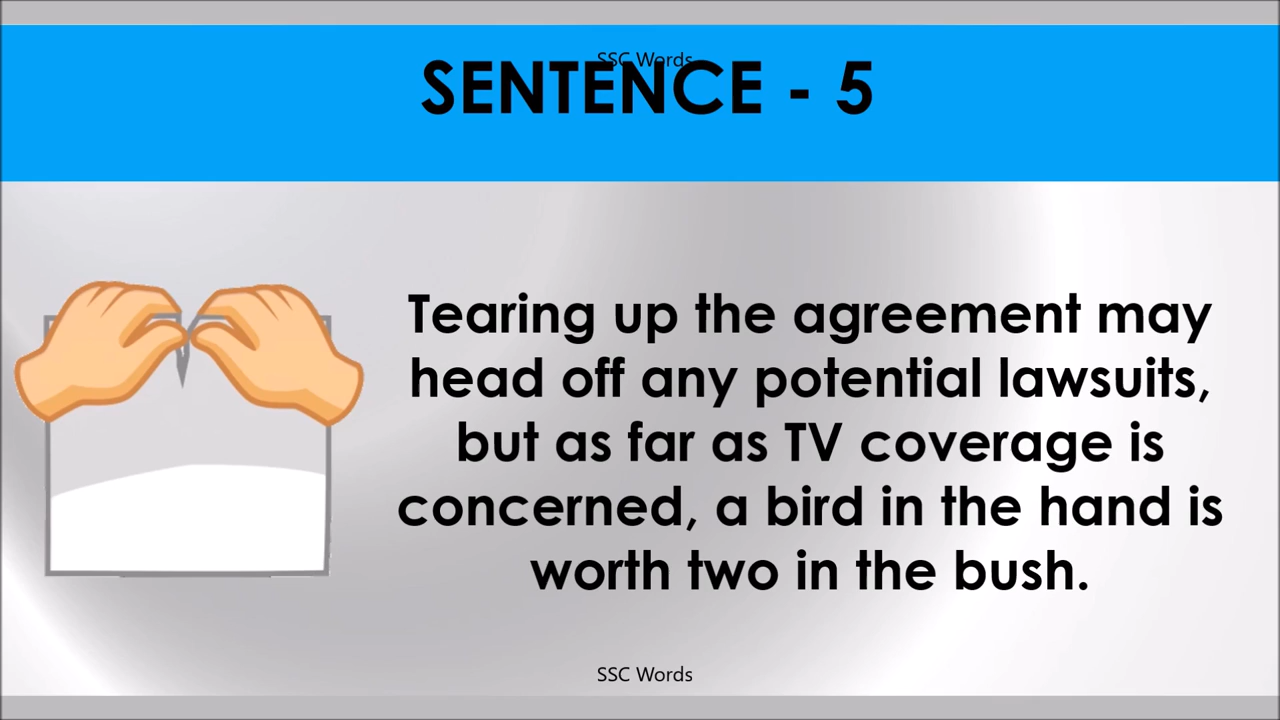 SSC Words
SENTENCE - 5
Tearing up the agreement may
head off any potential lawsuits,
but as far as TV coverage is
concerned, a bird in the hand is
worth two in the bush.
SSC Words